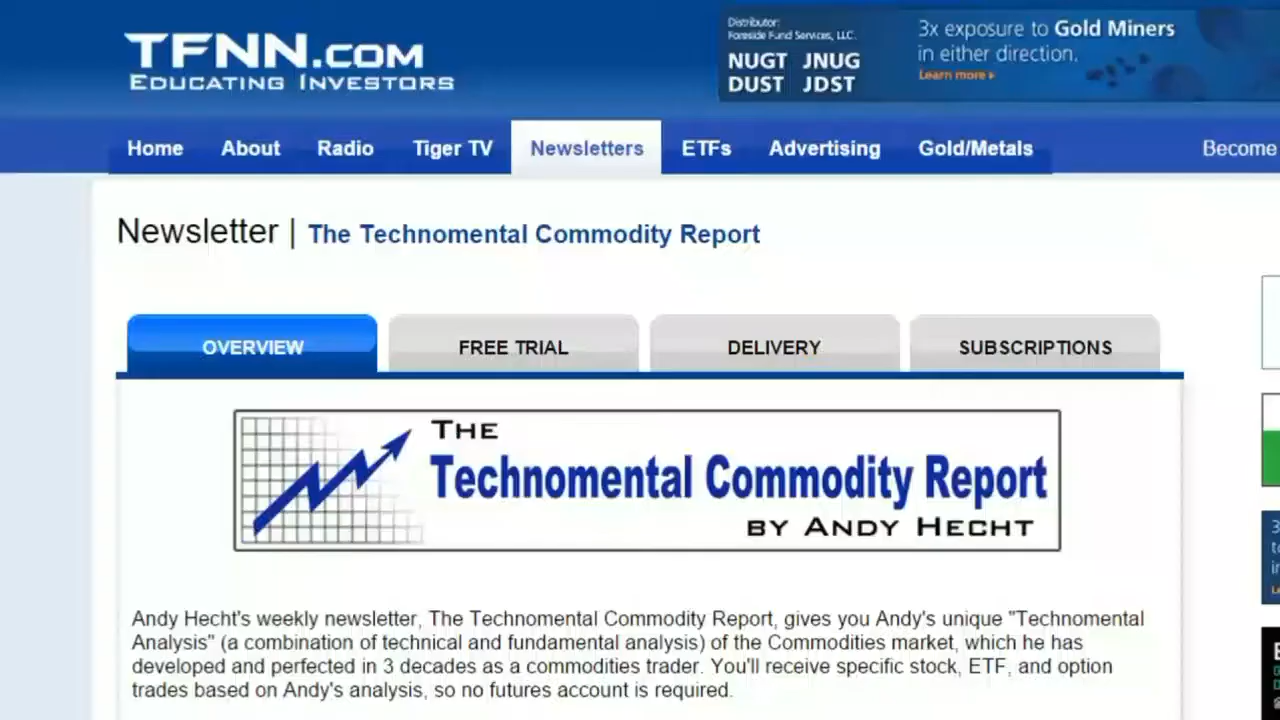 TFNN.COM
EDUCATING INVESTORS
Distributor:
Foreside Fund Services, LLC.
NUGT JNUG
DUST JDST
3x exposure to Gold Miners
in either direction.
Learn more
Home About Radio Tiger TV Newsletters ETFs Advertising Gold/Metals Become
Newsletter | The Technomental Commodity Report
OVERVIEW FREE TRIAL DELIVERY SUBSCRIPTIONS
THE
Technomental Commodity Report
BY ANDY HECHT
Andy Hecht's weekly newsletter, The Technomental Commodity Report, gives you Andy's unique "Technomental
Analysis" (a combination of technical and fundamental analysis) of the Commodities market, which he has
developed and perfected in 3 decades as a commodities trader. You'll receive specific stock, ETF, and option
trades based on Andy's analysis, so no futures account is required.